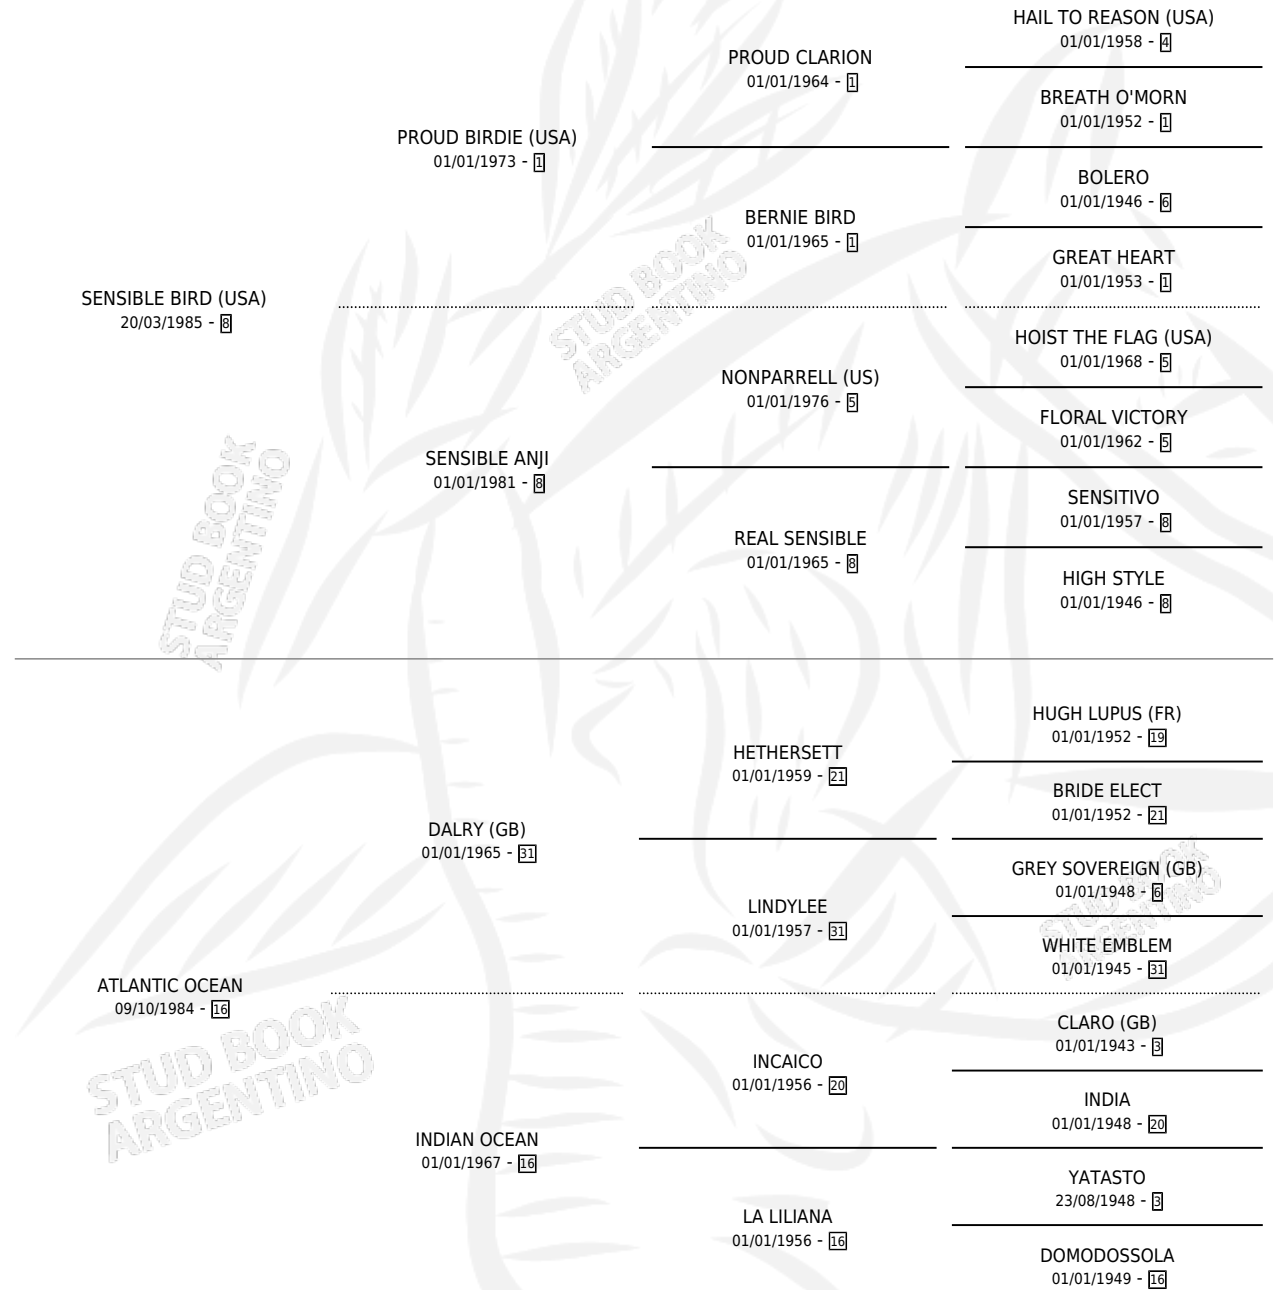 HAIL TO REASON (USA)
01/01/1958 - 4
PROUD CLARION
01/01/1964 - 1
BREATH O'MORN
01/01/1952 - 1
PROUD BIRDIE (USA)
01/01/1973 - 1
BOLERO
01/01/1946 - 6
BERNIE BIRD
01/01/1965 - 1
GREAT HEART
01/01/1953 - 1
SENSIBLE BIRD (USA)
20/03/1985 - 8
HOIST THE FLAG (USA)
01/01/1968 - 5
NONPARRELL (US)
01/01/1976 - 5
FLORAL VICTORY
01/01/1962 - 5
SENSIBLE ANJI
01/01/1981 - 8
SENSITIVO
01/01/1957 - 8
REAL SENSIBLE
01/01/1965 - 8
HIGH STYLE
01/01/1946 - 8
HUGH LUPUS (FR)
01/01/1952 - 19
HETHERSETT
01/01/1959 - 21
BRIDE ELECT
01/01/1952 - 21
DALRY (GB)
01/01/1965 - 31
GREY SOVEREIGN (GB)
01/01/1948 - 6
LINDYLEE
01/01/1957 - 31
WHITE EMBLEM
01/01/1945 - 31
ATLANTIC OCEAN
09/10/1984 - 16
CLARO (GB)
01/01/1943 - 3
INCAICO
01/01/1956 - 20
INDIA
01/01/1948 - 20
INDIAN OCEAN
01/01/1967 - 16
YATASTO
23/08/1948 - 3
LA LILIANA
01/01/1956 - 16
DOMODOSSOLA
01/01/1949 - 16
STUD BOOK
ARGENTINO
STUD BOOK
ARGENTINO
STUD BOOK
ARGENTINO
STUD BOOK
ARGENTINO